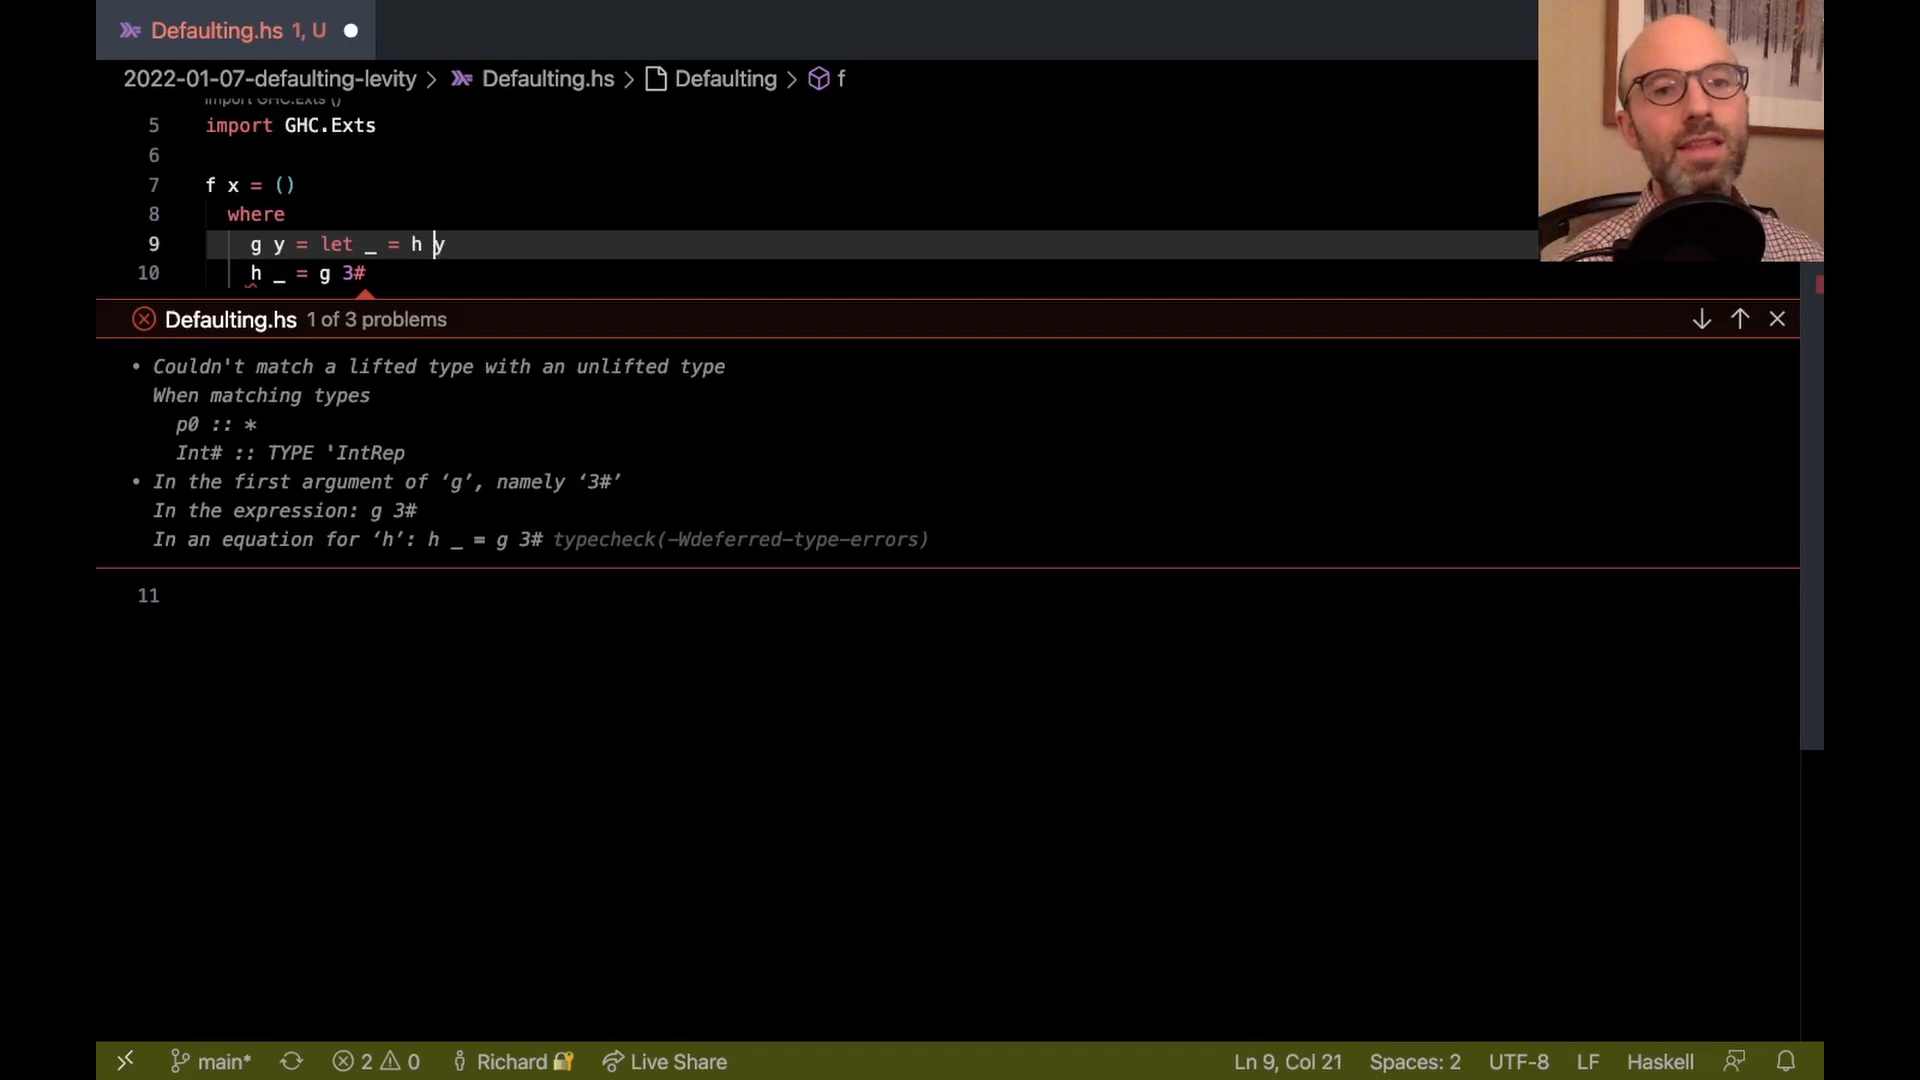 Defaulting.hs 1, U
2022-01-07-defaulting-levity > Defaulting.hs > Defaulting > f
import GHC.Exts ()
5 import GHC.Exts
6
7 f x = ()
8 where
9 g y = let _ = h y
10 h _ = g 3#
Defaulting.hs 1 of 3 problems
• Couldn't match a lifted type with an unlifted type
When matching types
p0 :: *
Int# :: TYPE 'IntRep
• In the first argument of ‘g’, namely ‘3#’
In the expression: g 3#
In an equation for ‘h’: h _ = g 3# typecheck(-Wdeferred-type-errors)
11
main* 2 0 Richard Live Share Ln 9, Col 21 Spaces: 2 UTF-8 LF Haskell